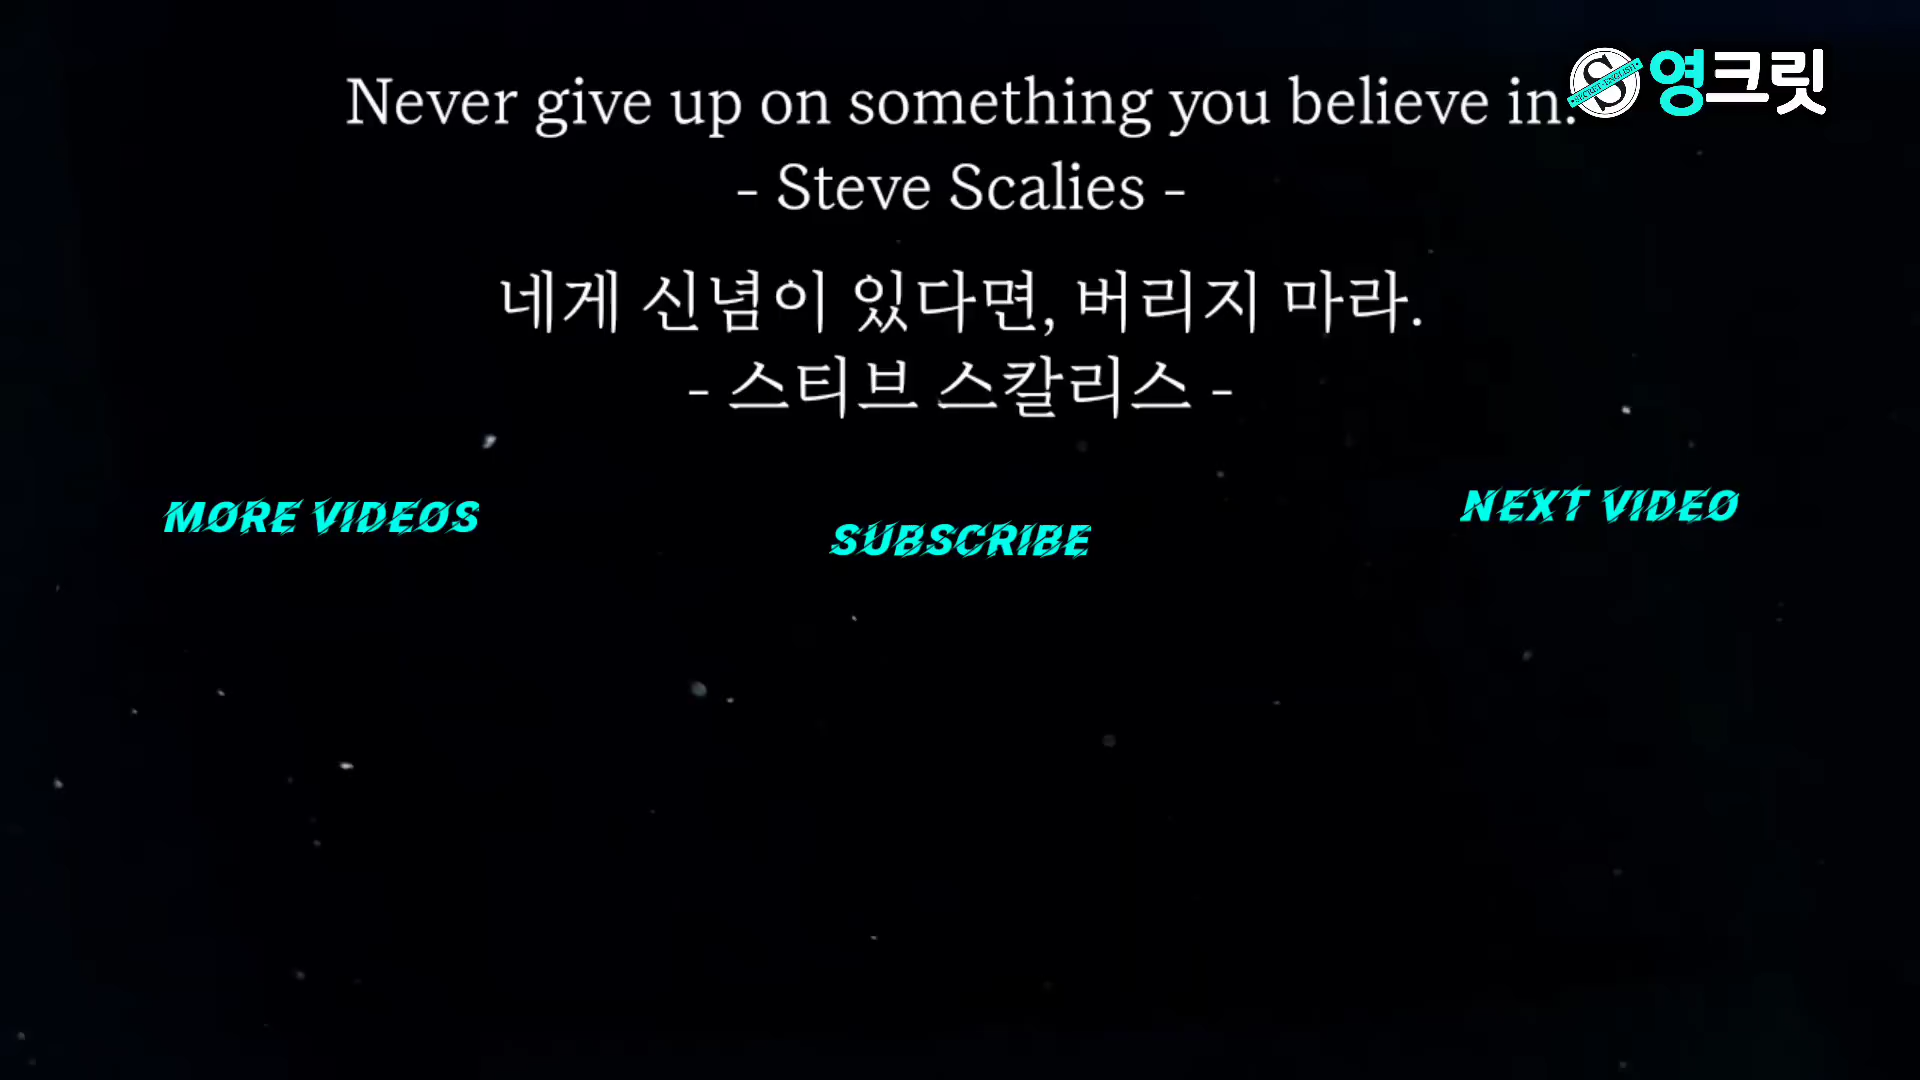 Never give up on something you believe in.
- Steve Scalies -
네게 신념이 있다면, 버리지 마라.
- 스티브 스칼리스 -
S
SECRET ENGLISH
영크릿
MORE VIDEOS
SUBSCRIBE
NEXT VIDEO